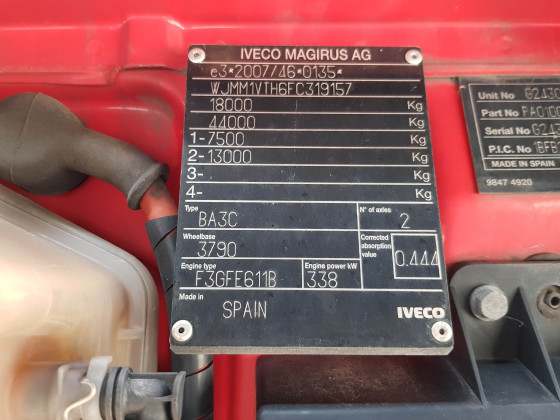 IVECO MAGIRUS AG
e3*2007/46*0135*
WJMM1VTH6FC319157
18000 Kg
44000 Kg
1-7500 Kg
2-13000 Kg
3- Kg
4- Kg
Type BA3C N° of axles 2
Wheelbase 3790 Corrected absorption value 0.444
Engine type F3GFE611B Engine power kW 338
Made in SPAIN IVECO
Unit No
Part No
Serial No
P.I.C. No
MADE IN SPAIN
9847 4920